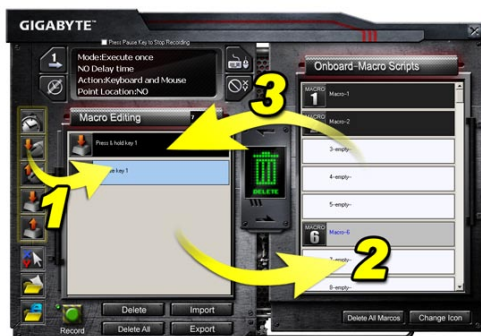 GIGABYTE™
Press Pause Key to Stop Recording
Mode:Execute once
NO Delay time
Action:Keyboard and Mouse
Point Location:NO
Onboard-Macro Scripts
Macro Editing
?
Press & hold key 1
key 1
DELETE
MACRO
1
Macro-1
Macro-2
3-empty-
4-empty-
5-empty-
MACRO
6
Macro-6
8-empty-
1
2
3
Delete
Import
Record
Delete All
Export
Delete All Marcos
Change Icon